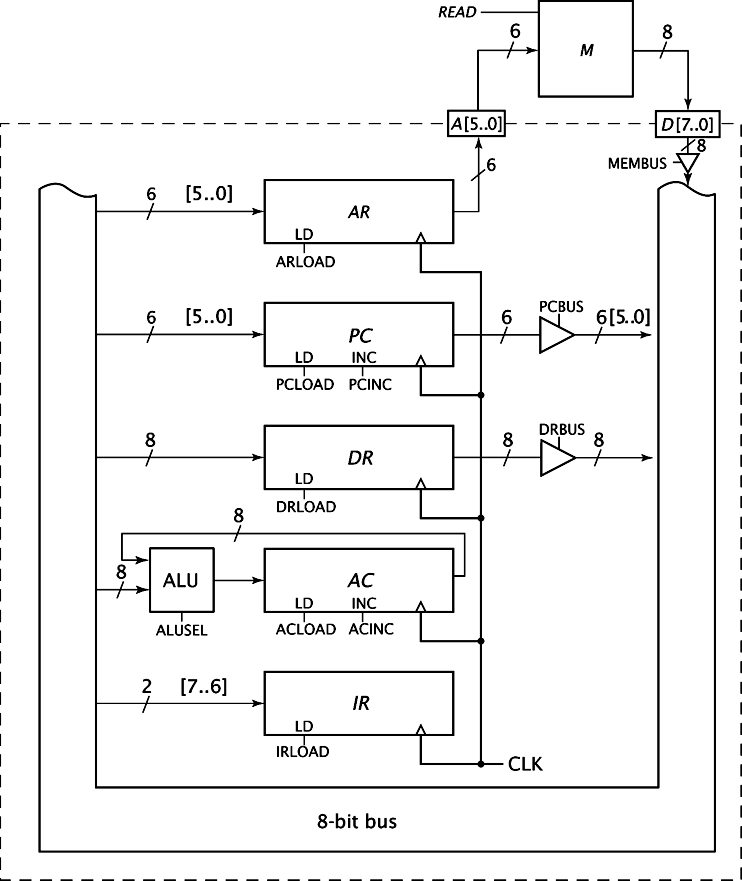 READ
M
6
8
A[5..0]
D[7..0]
6
8
MEMBUS
6 [5..0]
AR
LD
ARLOAD
6 [5..0]
PC
6
PCBUS
6[5..0]
LD INC
PCLOAD PCINC
8
DR
8
DRBUS
8
LD
DRLOAD
8
8
ALU
AC
LD INC
ALUSEL
ACLOAD ACINC
2 [7..6]
IR
LD
IRLOAD
CLK
8-bit bus